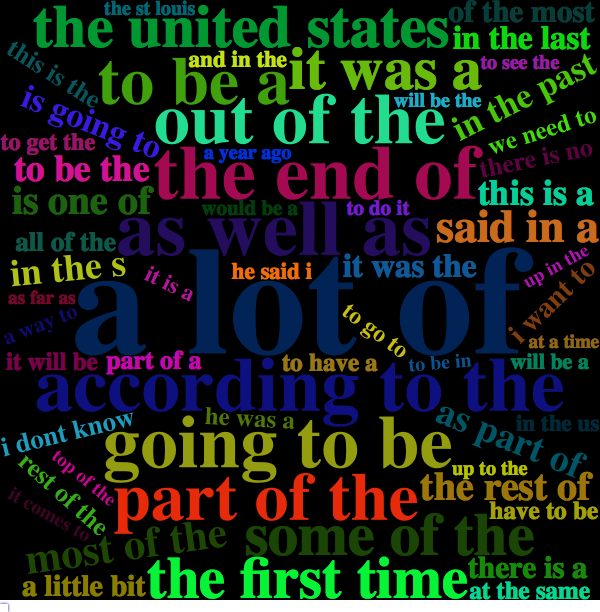 the st louis
of the most
the united states
in the last
this is the
and in the
it was a
to see the
to be a
in the past
is going to
will be the
out of the
we need to
to get the
a year ago
there is no
to be the
the end of
this is a
is one of
would be a
to do it
as well as
said in a
all of the
in the s
it is a
he said i
it was the
up in the
i want to
as far as
a lot of
a way to
to go to
at a time
it will be
part of a
to have a
to be in
will be a
according to the
i dont know
he was a
as part of
in the us
going to be
rest of the
top of the
up to the
it comes to
part of the
the rest of
have to be
most of the
some of the
there is a
a little bit
the first time
at the same